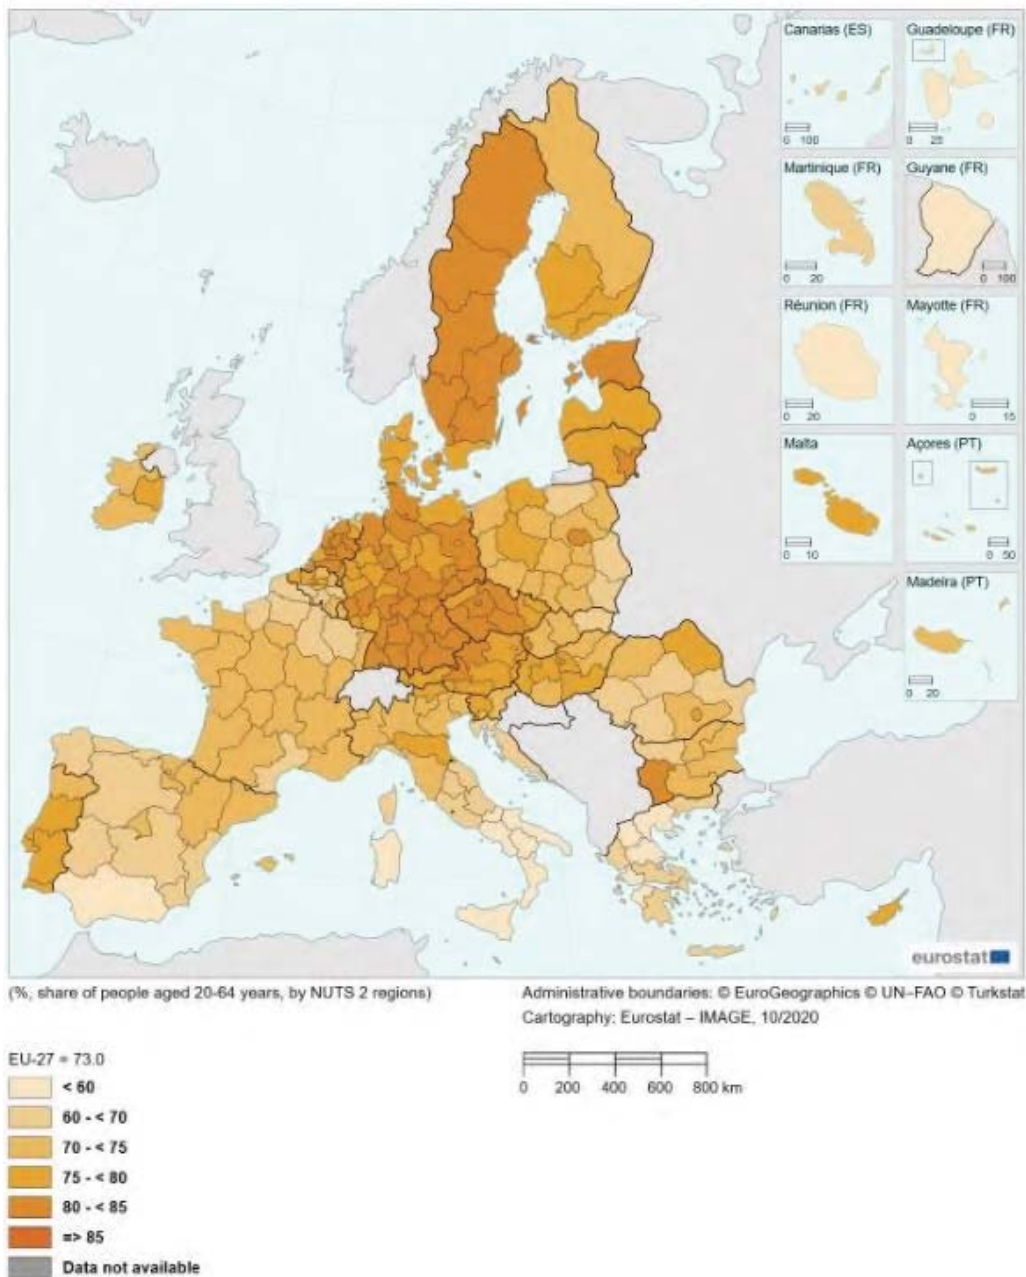 Canarias (ES)
0 100
Guadeloupe (FR)
0 25
Martinique (FR)
0 20
Guyane (FR)
0 100
Réunion (FR)
0 20
Mayotte (FR)
0 15
Malta
0 10
Açores (PT)
0 50
Madeira (PT)
0 20
eurostat
(%, share of people aged 20-64 years, by NUTS 2 regions)
Administrative boundaries: © EuroGeographics © UN–FAO © Turkstat
Cartography: Eurostat – IMAGE, 10/2020
0 200 400 600 800 km
EU-27 = 73.0
< 60
60 - < 70
70 - < 75
75 - < 80
80 - < 85
=> 85
Data not available